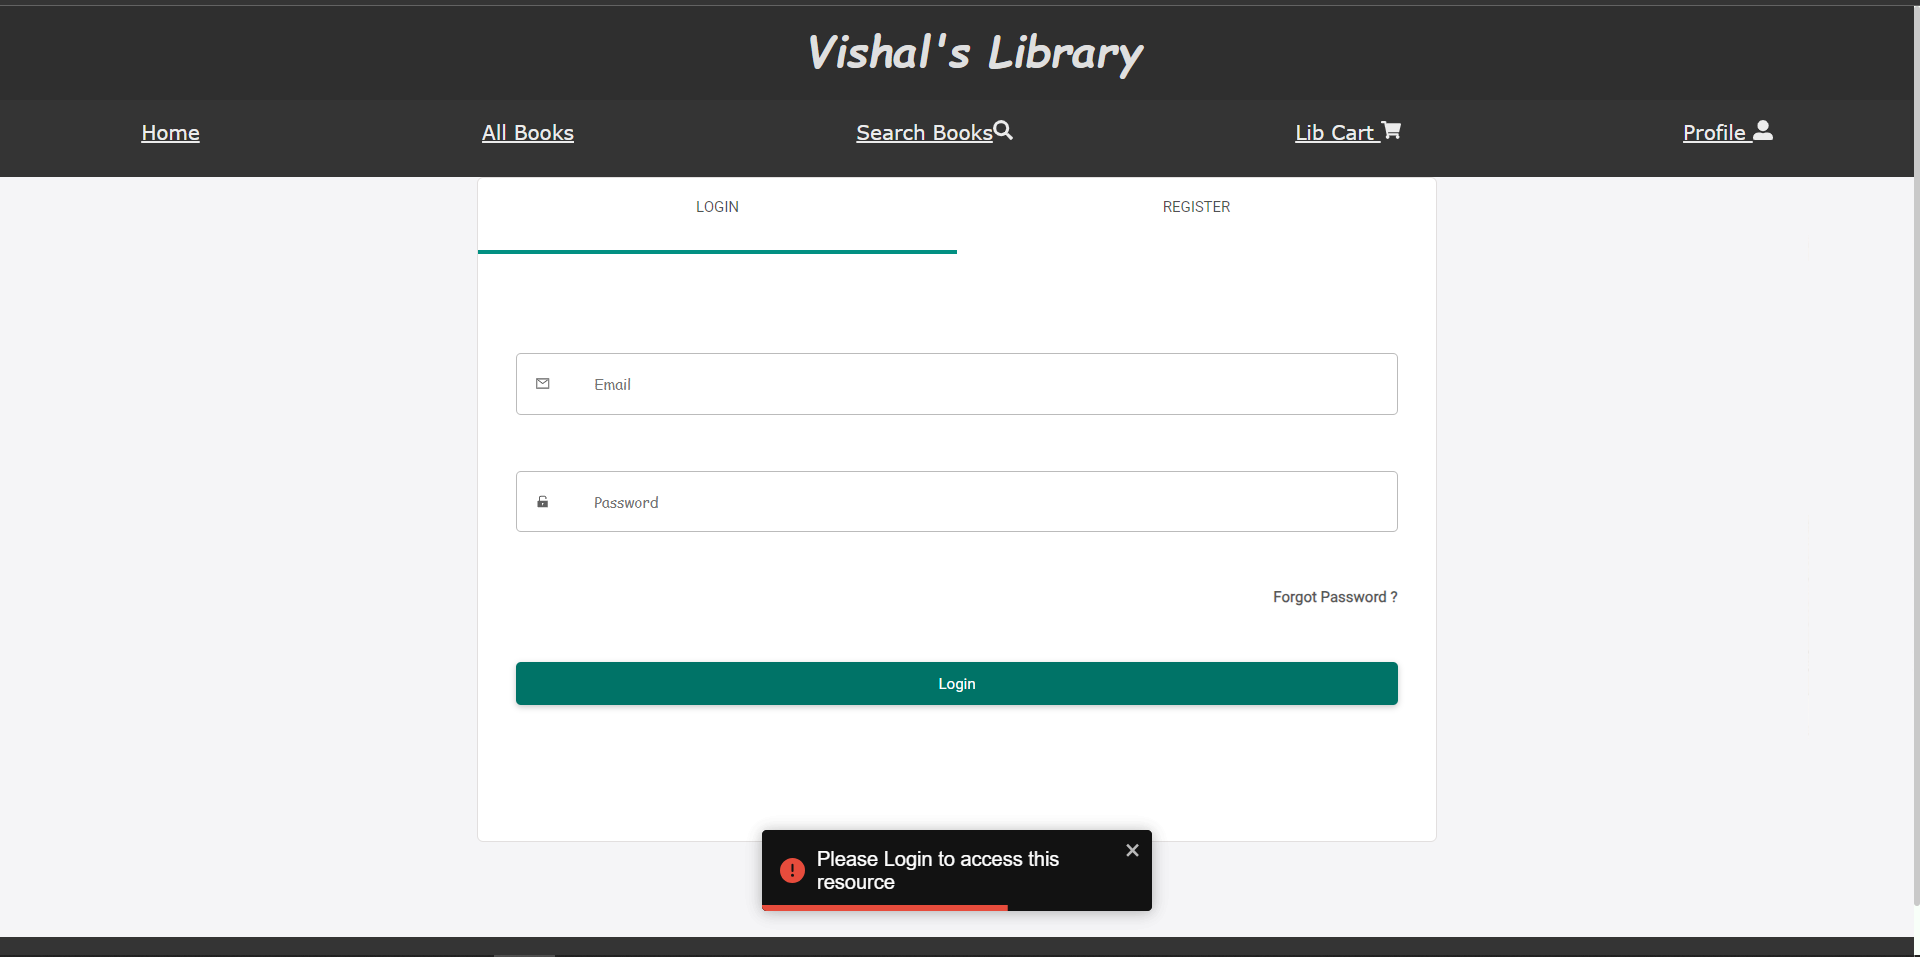 Vishal's Library
Home All Books Search Books Lib Cart Profile
LOGIN REGISTER
Email
Password
Forgot Password ?
Login
Please Login to access this
resource